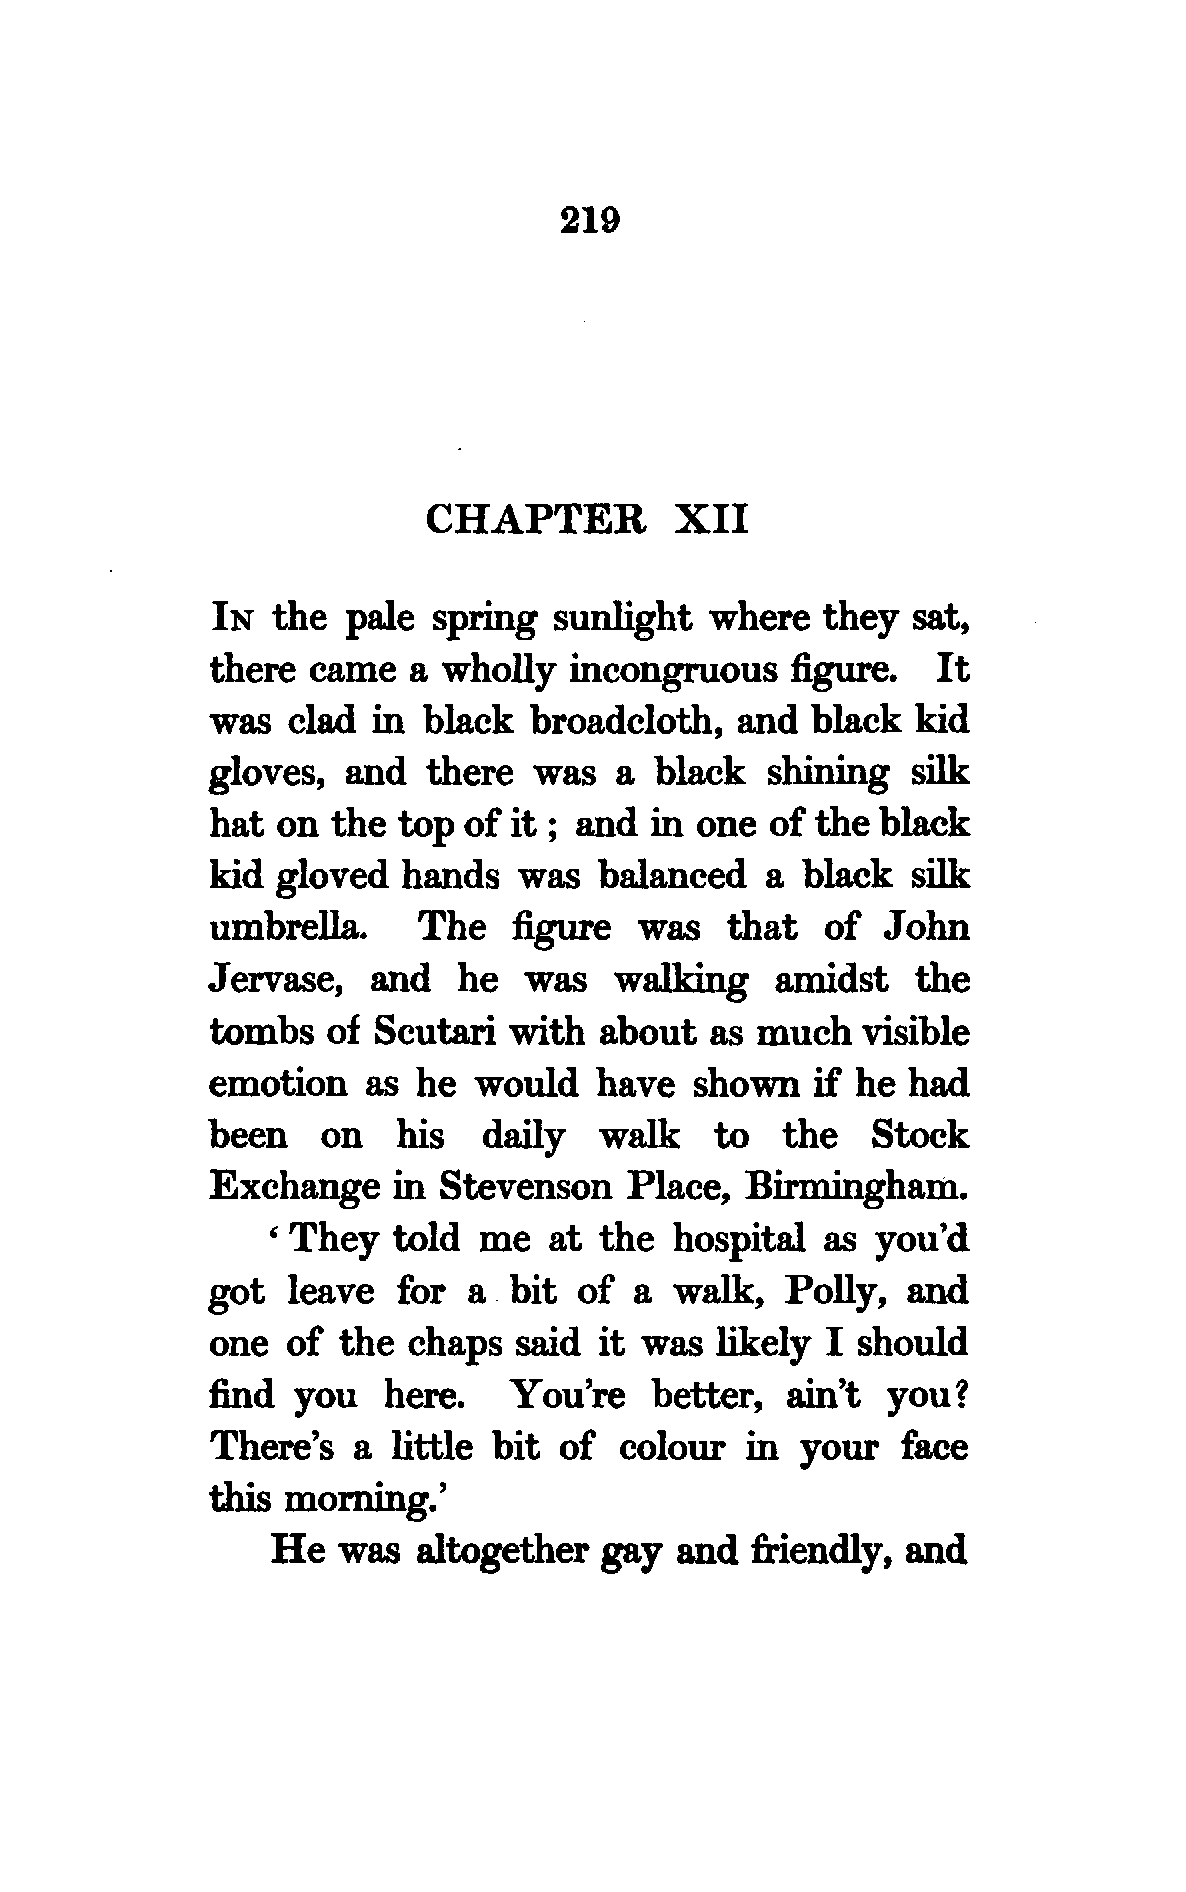 219
CHAPTER XII
In the pale spring sunlight where they sat,
there came a wholly incongruous figure. It
was clad in black broadcloth, and black kid
gloves, and there was a black shining silk
hat on the top of it ; and in one of the black
kid gloved hands was balanced a black silk
umbrella. The figure was that of John
Jervase, and he was walking amidst the
tombs of Scutari with about as much visible
emotion as he would have shown if he had
been on his daily walk to the Stock
Exchange in Stevenson Place, Birmingham.
‘ They told me at the hospital as you’d
got leave for a bit of a walk, Polly, and
one of the chaps said it was likely I should
find you here. You’re better, ain’t you?
There’s a little bit of colour in your face
this morning.’
He was altogether gay and friendly, and